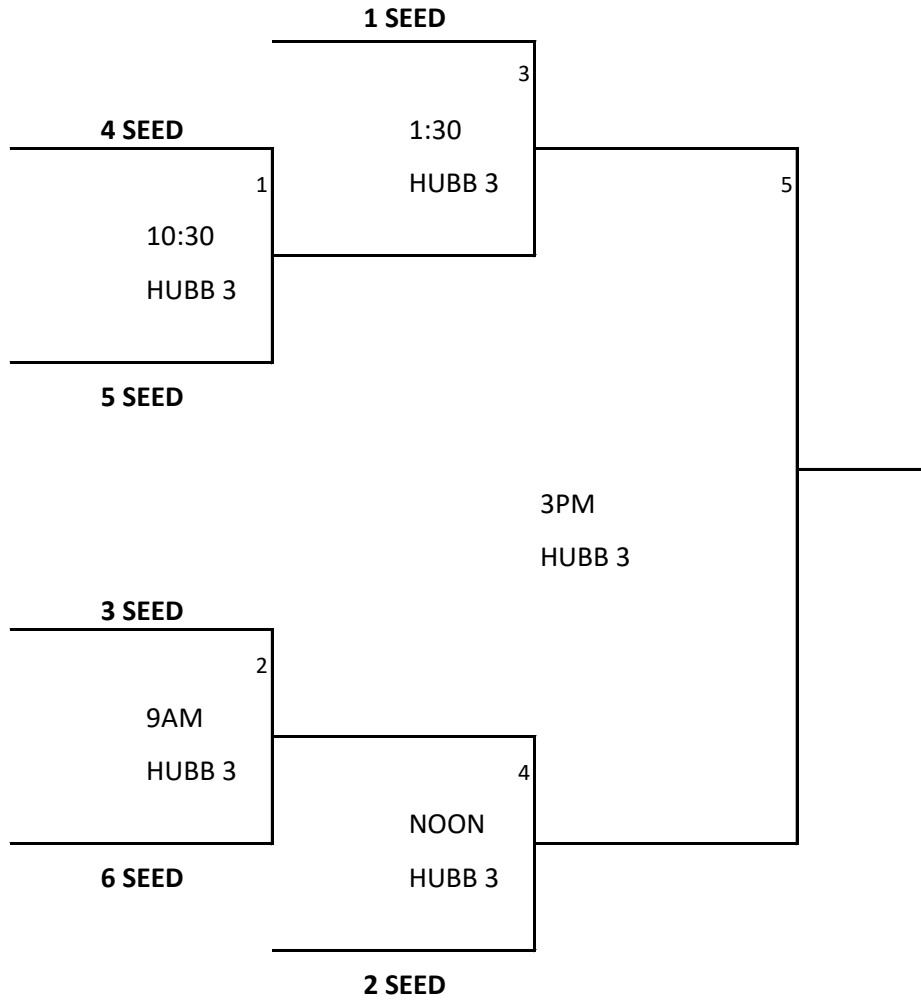 1 SEED
3
4 SEED
1:30
1
HUBB 3
5
10:30
HUBB 3
5 SEED
3PM
HUBB 3
3 SEED
2
9AM
HUBB 3
4
NOON
6 SEED
HUBB 3
2 SEED